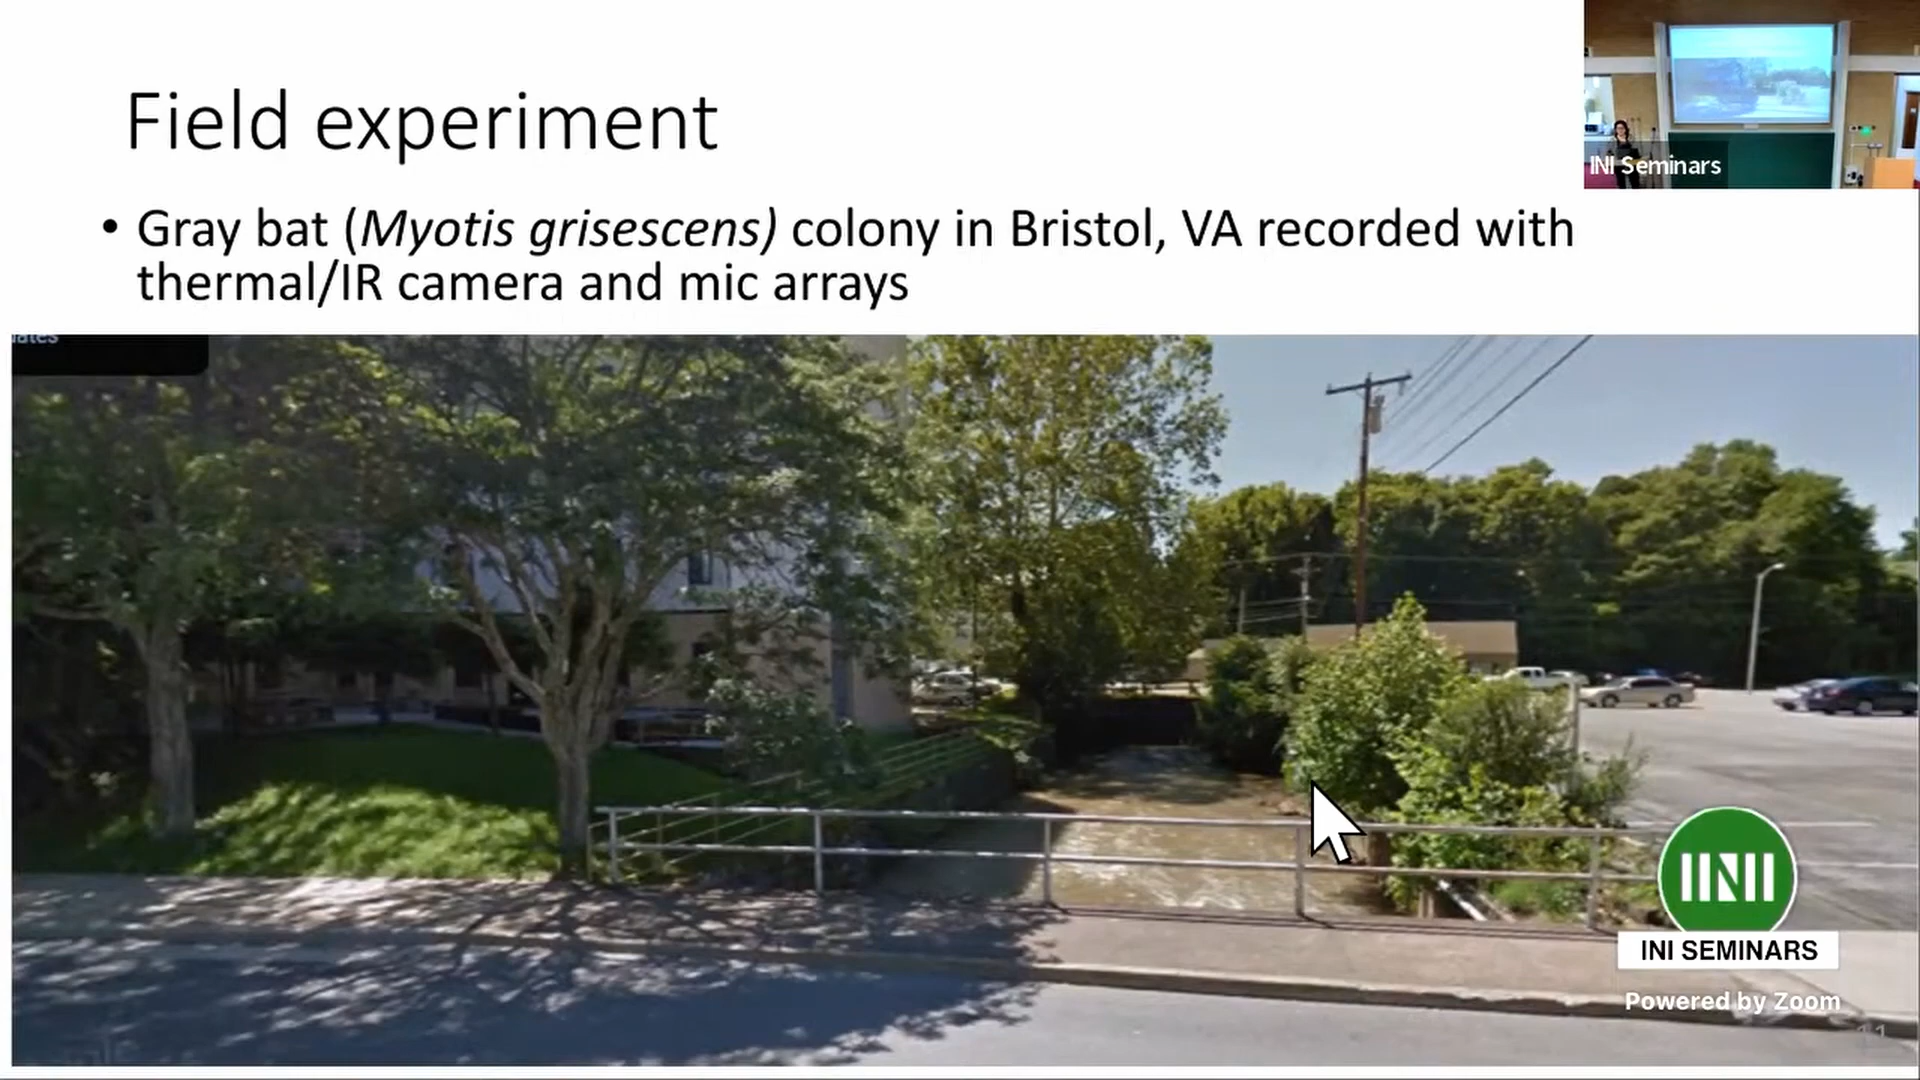 Field experiment
INI Seminars
• Gray bat (Myotis grisescens) colony in Bristol, VA recorded with
thermal/IR camera and mic arrays
INI
INI SEMINARS
Powered by Zoom
11